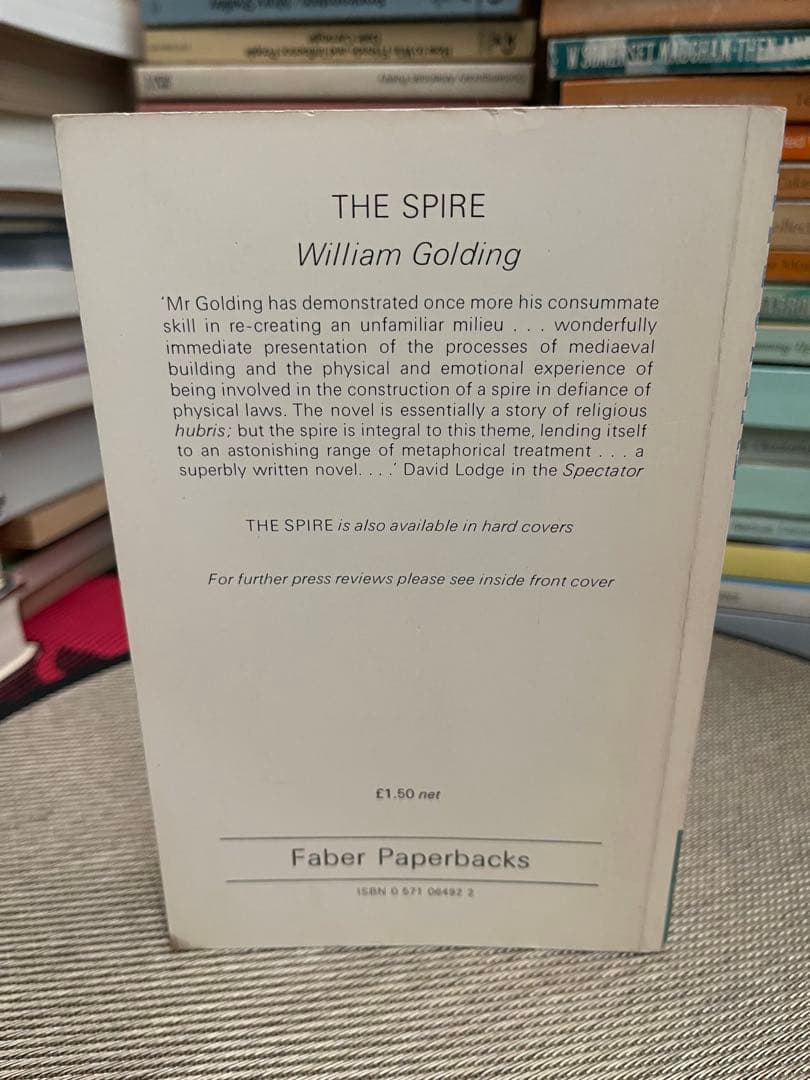 W SOMERSET MAUGHAM THE
THE SPIRE
William Golding
‘Mr Golding has demonstrated once more his consummate
skill in re-creating an unfamiliar milieu . . . wonderfully
immediate presentation of the processes of mediaeval
building and the physical and emotional experience of
being involved in the construction of a spire in defiance of
physical laws. The novel is essentially a story of religious
hubris; but the spire is integral to this theme, lending itself
to an astonishing range of metaphorical treatment . . . a
superbly written novel. . . .’ David Lodge in the Spectator
THE SPIRE is also available in hard covers
For further press reviews please see inside front cover
£1.50 net
Faber Paperbacks
ISBN 0 571 06492 2